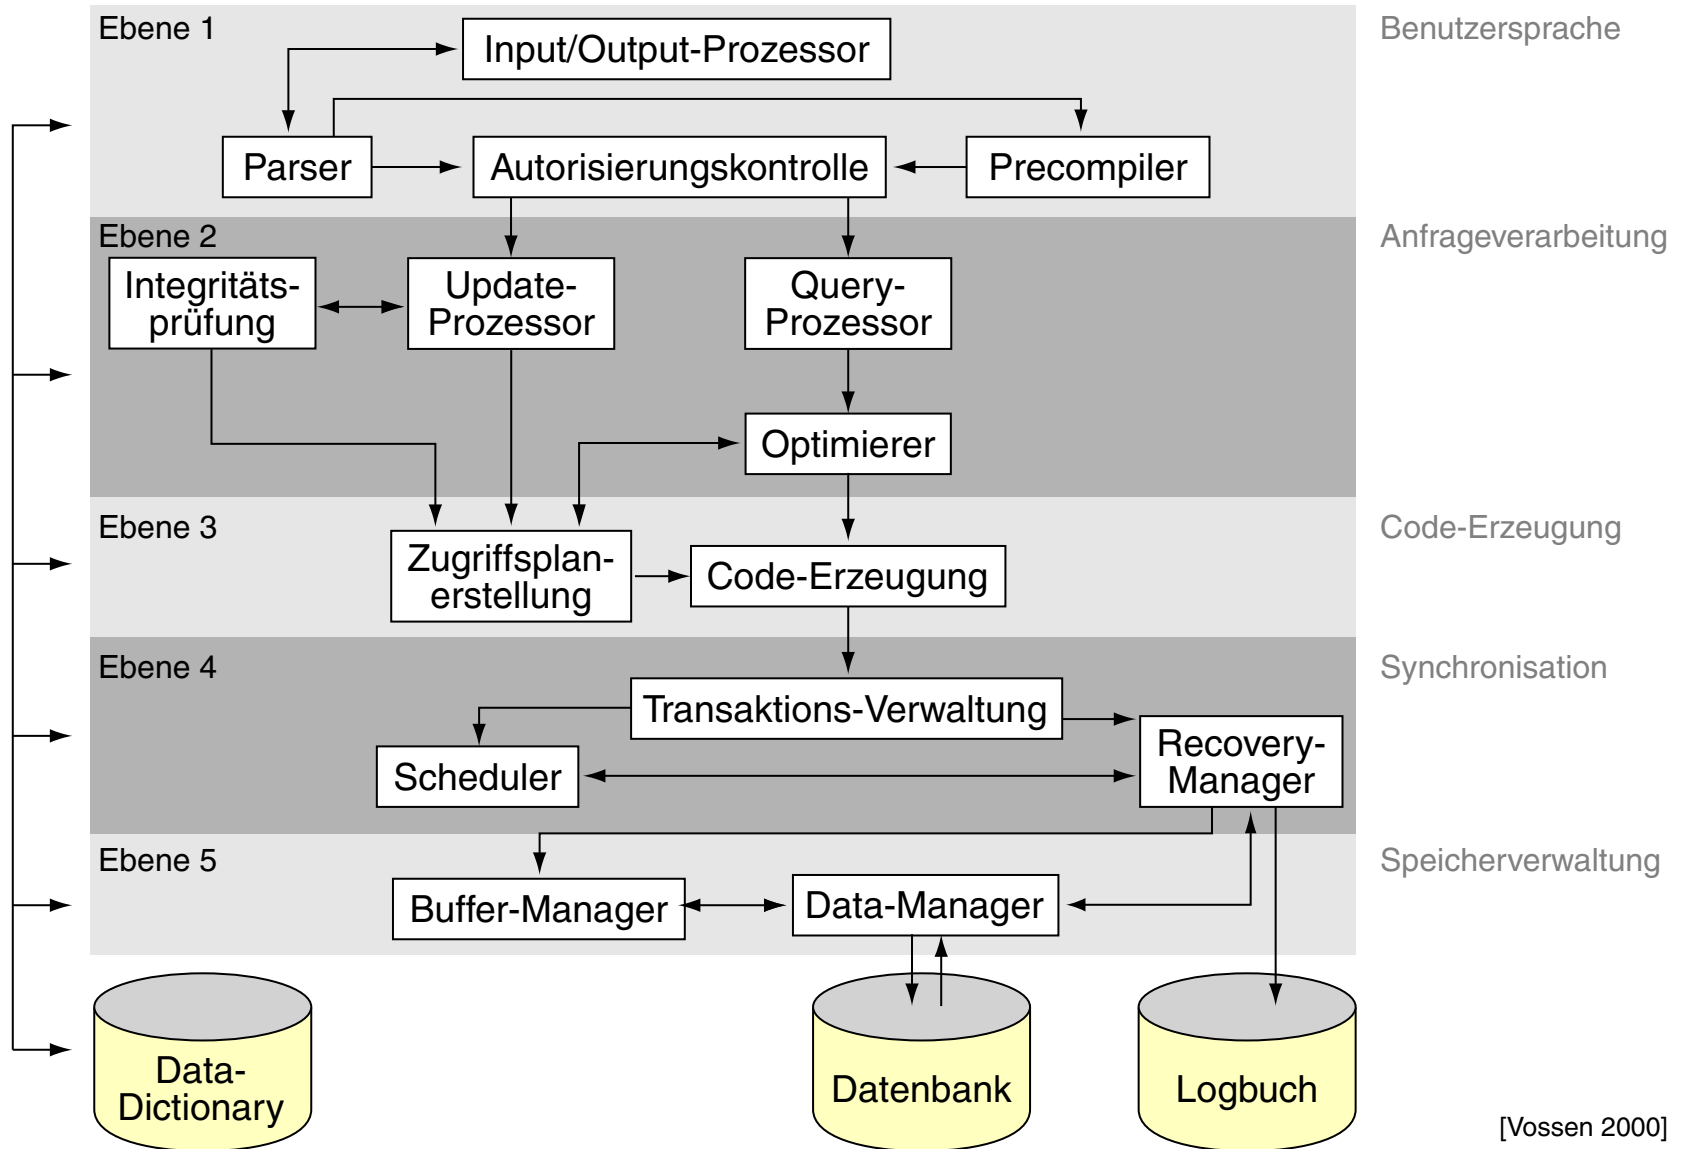 Ebene 1
Benutzersprache
Input/Output-Prozessor
Parser
Autorisierungskontrolle
Precompiler
Ebene 2
Anfrageverarbeitung
Integritäts-
prüfung
Update-
Prozessor
Query-
Prozessor
Optimierer
Ebene 3
Code-Erzeugung
Zugriffsplan-
erstellung
Code-Erzeugung
Ebene 4
Synchronisation
Transaktions-Verwaltung
Scheduler
Recovery-
Manager
Ebene 5
Speicherverwaltung
Buffer-Manager
Data-Manager
Data-
Dictionary
Datenbank
Logbuch
[Vossen 2000]